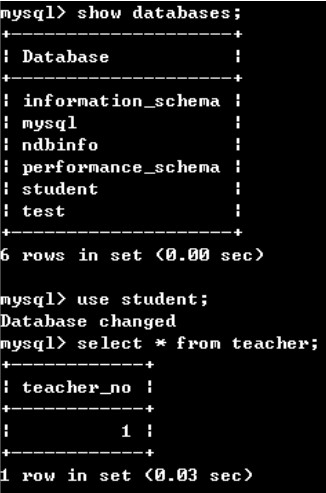 mysql> show databases;
+--------------------+
| Database           |
+--------------------+
| information_schema |
| mysql              |
| ndbinfo            |
| performance_schema |
| student            |
| test               |
+--------------------+
6 rows in set (0.00 sec)
mysql> use student;
Database changed
mysql> select * from teacher;
+------------+
| teacher_no |
+------------+
|          1 |
+------------+
1 row in set (0.03 sec)